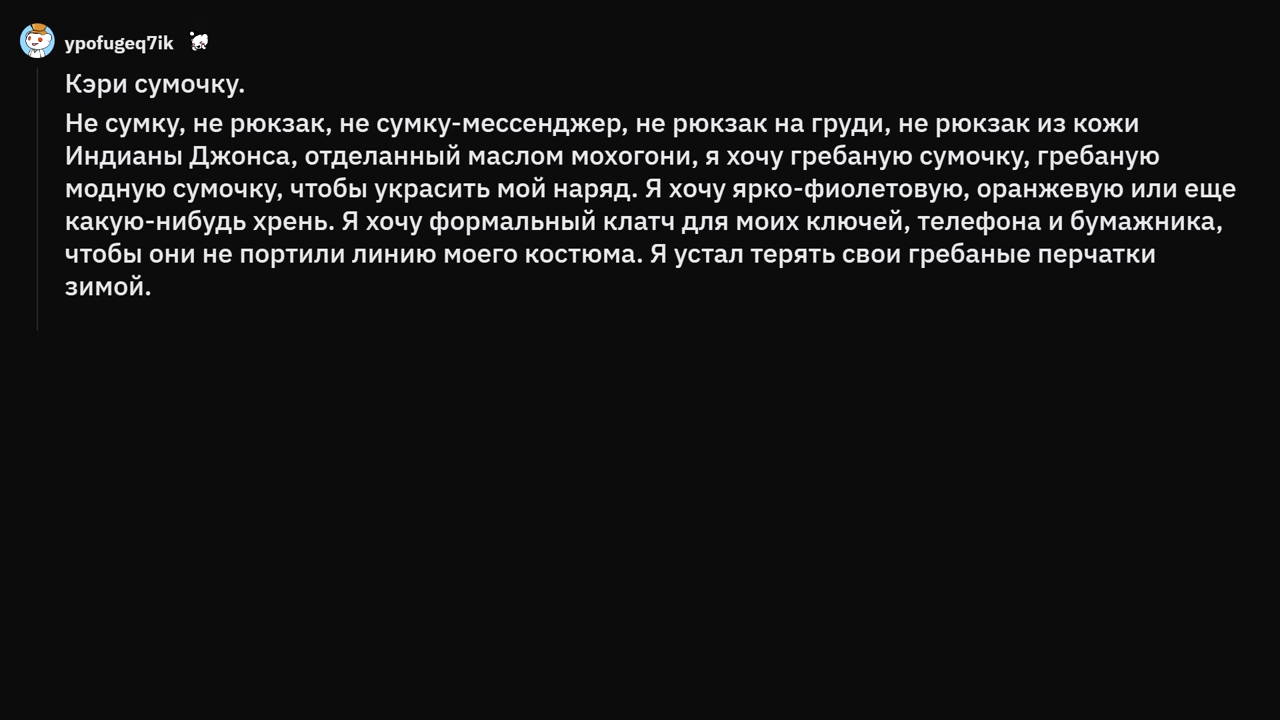 ypofugeq7ik
Кэри сумочку.
Не сумку, не рюкзак, не сумку-мессенджер, не рюкзак на груди, не рюкзак из кожи
Индианы Джонса, отделанный маслом мохогони, я хочу гребаную сумочку, гребаную
модную сумочку, чтобы украсить мой наряд. Я хочу ярко-фиолетовую, оранжевую или еще
какую-нибудь хрень. Я хочу формальный клатч для моих ключей, телефона и бумажника,
чтобы они не портили линию моего костюма. Я устал терять свои гребаные перчатки
зимой.